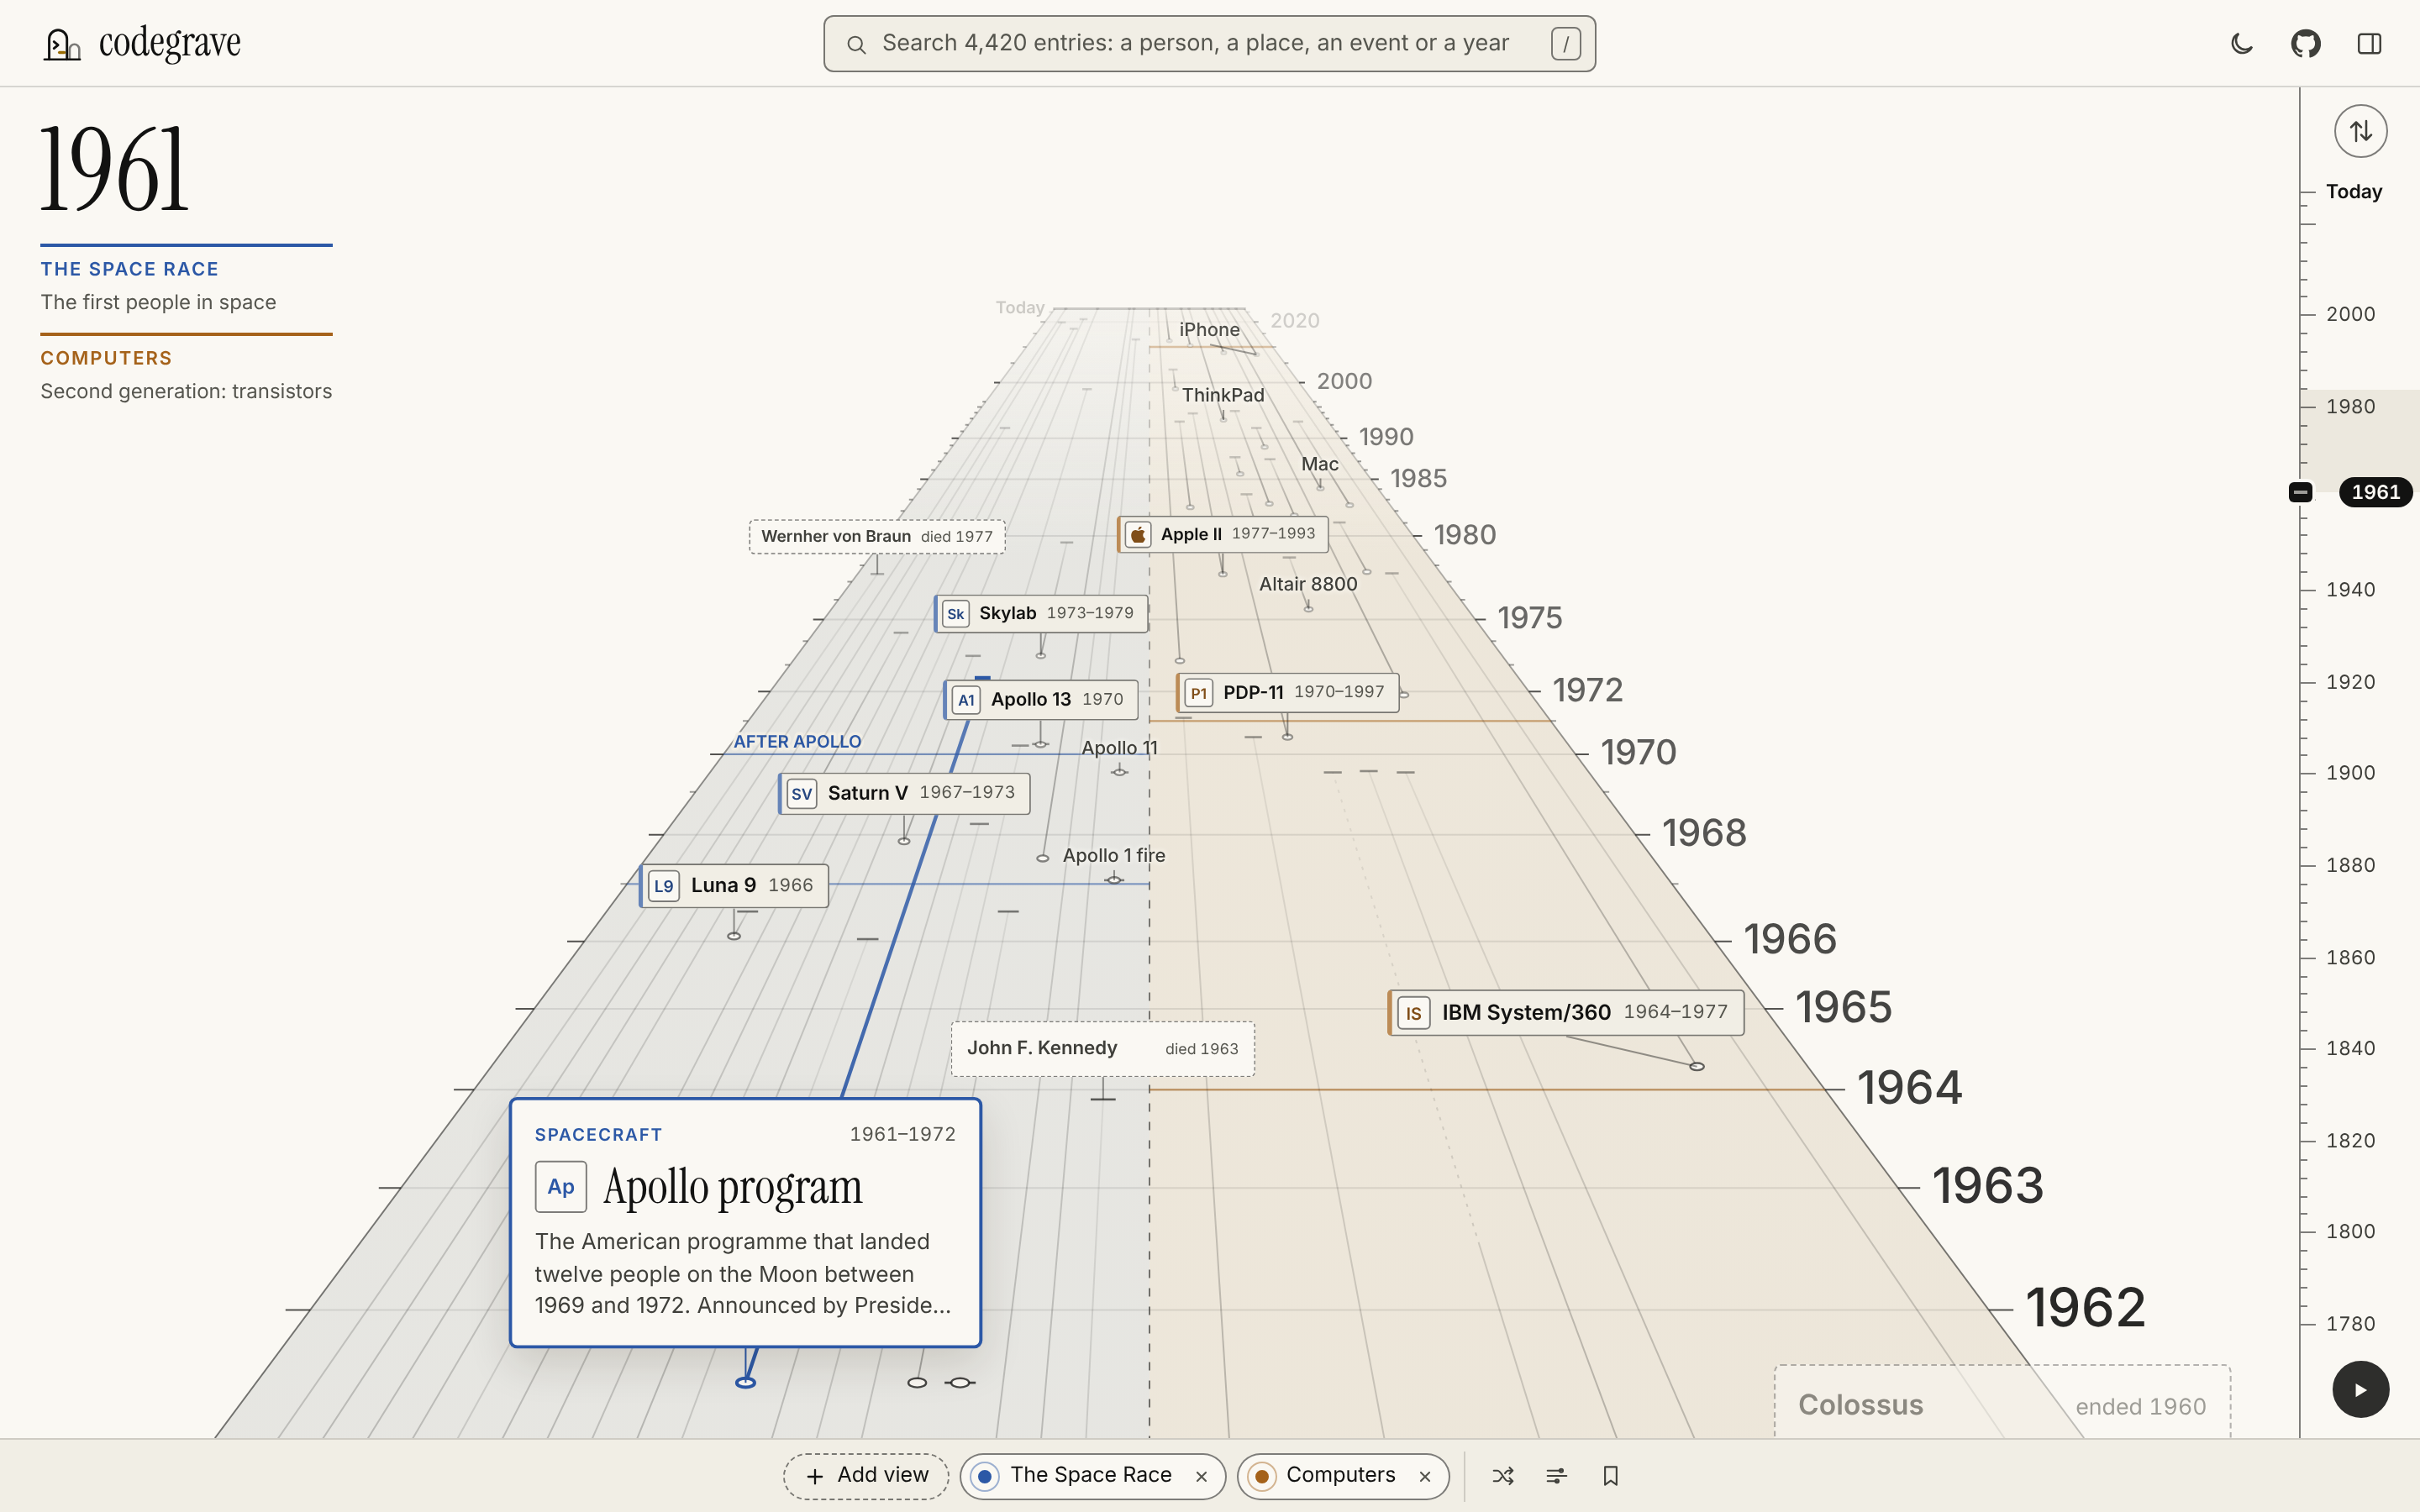 codegrave
Search 4,420 entries: a person, a place, an event or a year
/
1961
THE SPACE RACE
The first people in space
COMPUTERS
Second generation: transistors
Today
2020
iPhone
2000
ThinkPad
1990
Mac
1985
Wernher von Braun died 1977
Apple II 1977–1993
1980
Altair 8800
Sk Skylab 1973–1979
1975
A1 Apollo 13 1970
P1 PDP-11 1970–1997
1972
AFTER APOLLO
Apollo 11
1970
SV Saturn V 1967–1973
1968
Apollo 1 fire
L9 Luna 9 1966
1966
IS IBM System/360 1964–1977
1965
John F. Kennedy died 1963
1964
SPACECRAFT 1961–1972
Ap Apollo program
The American programme that landed
twelve people on the Moon between
1969 and 1972. Announced by Preside...
1963
1962
Colossus ended 1960
Today
2000
1980
1961
1940
1920
1900
1880
1860
1840
1820
1800
1780
+ Add view
The Space Race ×
Computers ×